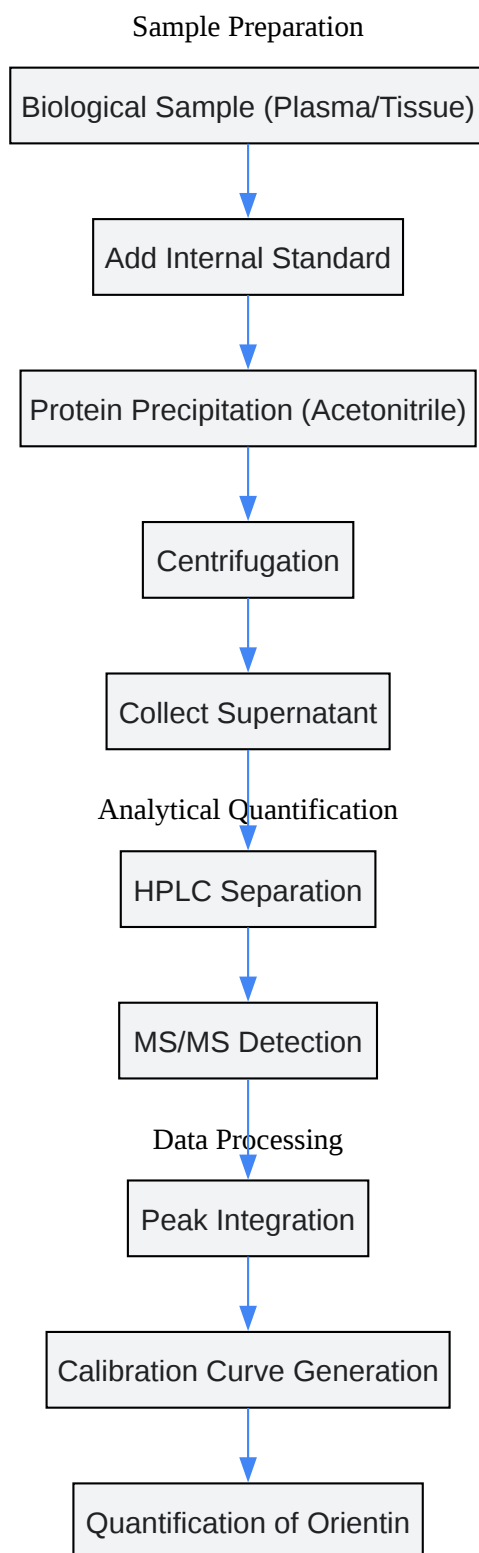 Sample Preparation
Biological Sample (Plasma/Tissue)
Add Internal Standard
Protein Precipitation (Acetonitrile)
Centrifugation
Collect Supernatant
Analytical Quantification
HPLC Separation
MS/MS Detection
Data Processing
Peak Integration
Calibration Curve Generation
Quantification of Orientin